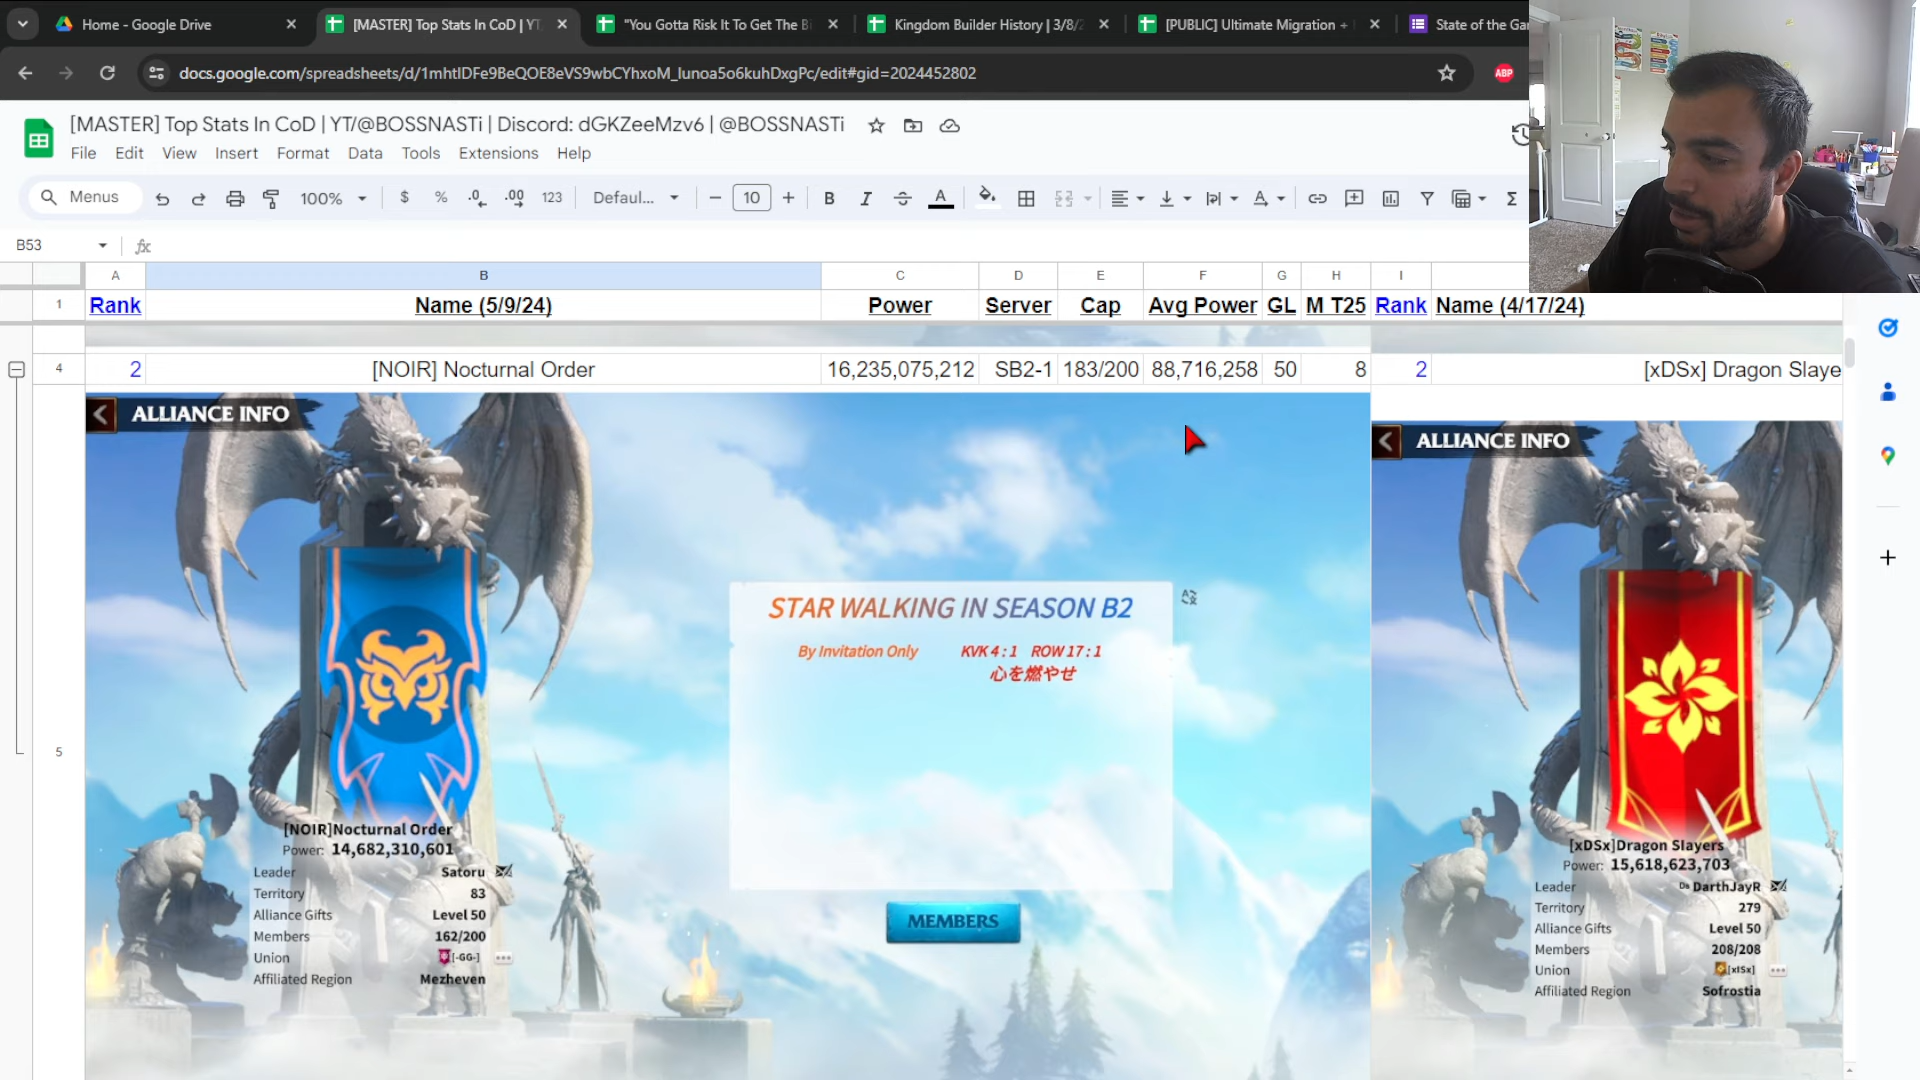 Home - Google Drive
[MASTER] Top Stats In CoD | YT
"You Gotta Risk It To Get The Bi
Kingdom Builder History | 3/8/2
[PUBLIC] Ultimate Migration +
State of the Gam
docs.google.com/spreadsheets/d/1mhtIDFe9BeQOE8eVS9wbCYhxoM_lunoa5o6kuhDxgPc/edit#gid=2024452802
ABP
[MASTER] Top Stats In CoD | YT/@BOSSNASTi | Discord: dGKZeeMzv6 | @BOSSNASTi
File Edit View Insert Format Data Tools Extensions Help
Menus 100% $ % .0 .00 123 Defaul... − 10 + B I A Σ
B53 fx
A B C D E F G H I
1 Rank Name (5/9/24) Power Server Cap Avg Power GL M T25 Rank Name (4/17/24)
4 2 [NOIR] Nocturnal Order 16,235,075,212 SB2-1 183/200 88,716,258 50 8 2 [xDSx] Dragon Slaye
5
ALLIANCE INFO
STAR WALKING IN SEASON B2
By Invitation Only KVK 4 : 1 ROW 17 : 1
心を燃やせ
[NOIR]Nocturnal Order
Power: 14,682,310,601
Leader Satoru
Territory 83
Alliance Gifts Level 50
Members 162/200
Union [-GG-]
Affiliated Region Mezheven
MEMBERS
ALLIANCE INFO
[xDSx]Dragon Slayers
Power: 15,618,623,703
Leader Ds DarthJayR
Territory 279
Alliance Gifts Level 50
Members 208/208
Union [xISx]
Affiliated Region Sofrostia